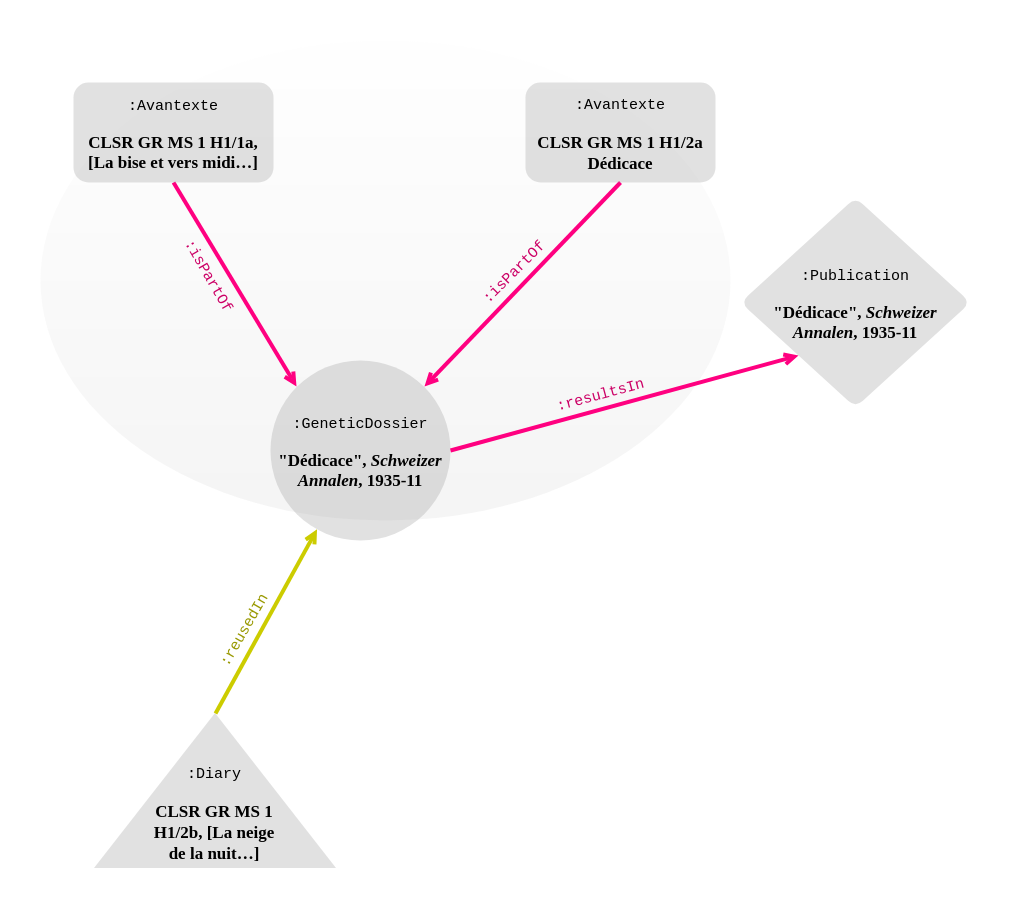 :Avantexte
CLSR GR MS 1 H1/1a,
[La bise et vers midi…]
:Avantexte
CLSR GR MS 1 H1/2a
Dédicace
:isPartOf
:isPartOf
:Publication
"Dédicace", Schweizer
Annalen, 1935-11
:resultsIn
:GeneticDossier
"Dédicace", Schweizer
Annalen, 1935-11
:reusedIn
:Diary
CLSR GR MS 1
H1/2b, [La neige
de la nuit…]